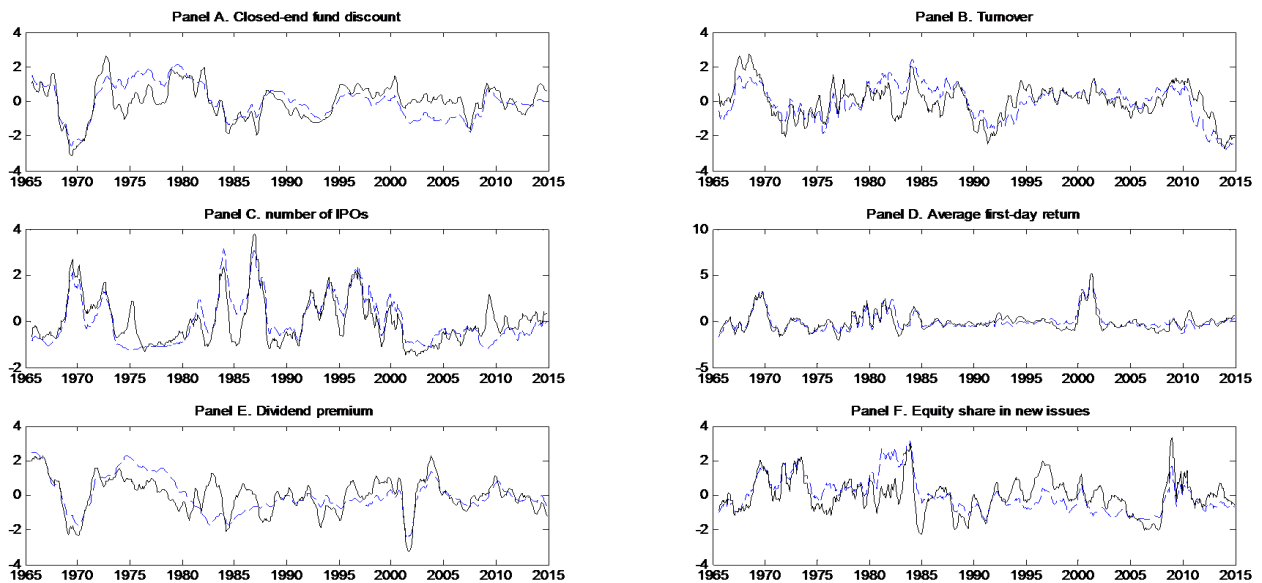 Panel A. Closed-end fund discount
4
2
0
-2
-4
1965 1970 1975 1980 1985 1990 1995 2000 2005 2010 2015
Panel B. Turnover
4
2
0
-2
-4
1965 1970 1975 1980 1985 1990 1995 2000 2005 2010 2015
Panel C. number of IPOs
4
2
0
-2
1965 1970 1975 1980 1985 1990 1995 2000 2005 2010 2015
Panel D. Average first-day return
10
5
0
-5
1965 1970 1975 1980 1985 1990 1995 2000 2005 2010 2015
Panel E. Dividend premium
4
2
0
-2
-4
1965 1970 1975 1980 1985 1990 1995 2000 2005 2010 2015
Panel F. Equity share in new issues
4
2
0
-2
-4
1965 1970 1975 1980 1985 1990 1995 2000 2005 2010 2015